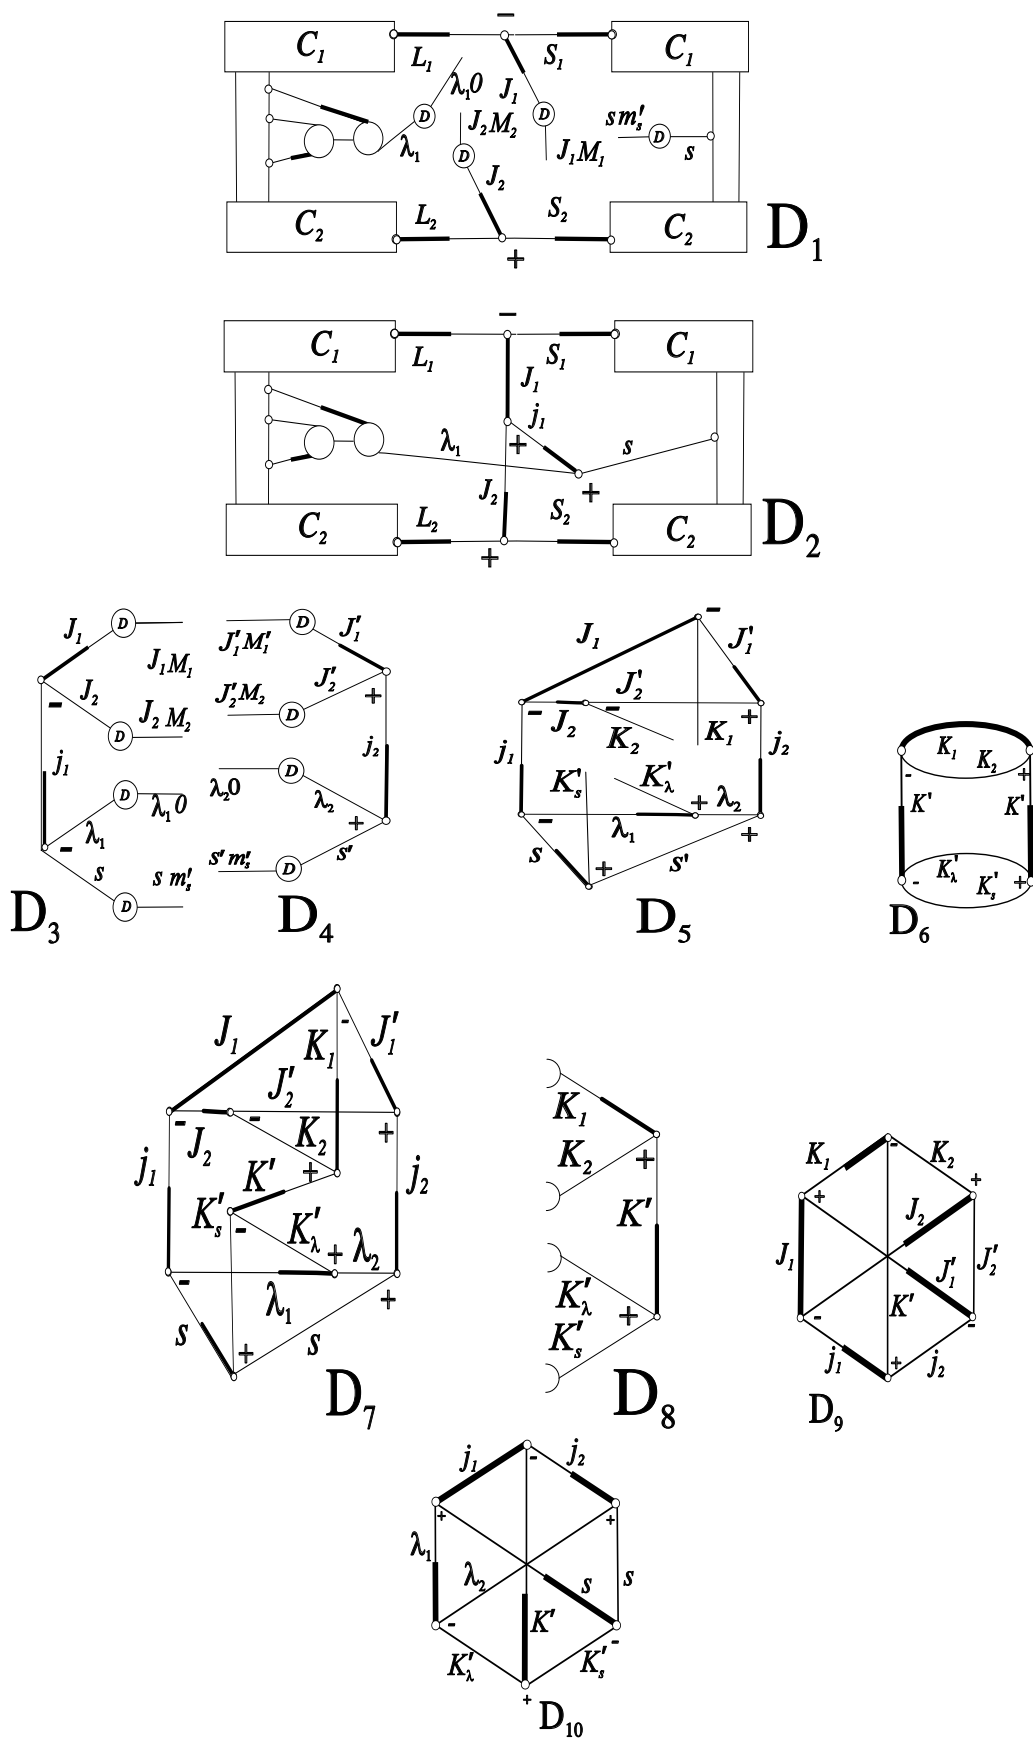 −
C₁ L₁ S₁ C₁
λ₁0 J₁
D D s m′ₛ D
J₂M₂
λ₁ J₁M₁ s
D
J₂
C₂ L₂ S₂ C₂ D₁
+
−
C₁ L₁ S₁ C₁
J₁
j₁
λ₁ + s
J₂ +
C₂ L₂ S₂ C₂ D₂
+
J₁ D J₁M₁
J₂ − D J₂M₂
j₁
D λ₁0
λ₁ −
s D s m′ₛ
D₃
J′₁M′₁ D J′₁
J′₂M₂ D J′₂ +
j₂
λ₂0 D λ₂ +
s′m′ₛ D s′
D₄
J₁ − J′₁
J′₂
− J₂ − +
K₂ K₁
j₁ j₂
K′ₛ K′λ
λ₁ + λ₂ +
s + s′
D₅
K₁ K₂
- +
K′ K′
K′λ K′ₛ
- +
D₆
J₁ - J′₁
K₁
J′₂
- J₂ - K₂ +
j₁ K′ + j₂
K′ₛ - K′λ
- λ₁ + λ₂ +
s + s
D₇
K₁
K₂ +
K′
K′λ +
K′ₛ
D₈
K₁ - K₂
+ +
J₁ J₂ J′₂
J′₁
- K′ -
j₁ + j₂
D₉
j₁ - j₂
+ +
λ₁ λ₂ s s
- K′ -
K′λ K′ₛ
+
D₁₀